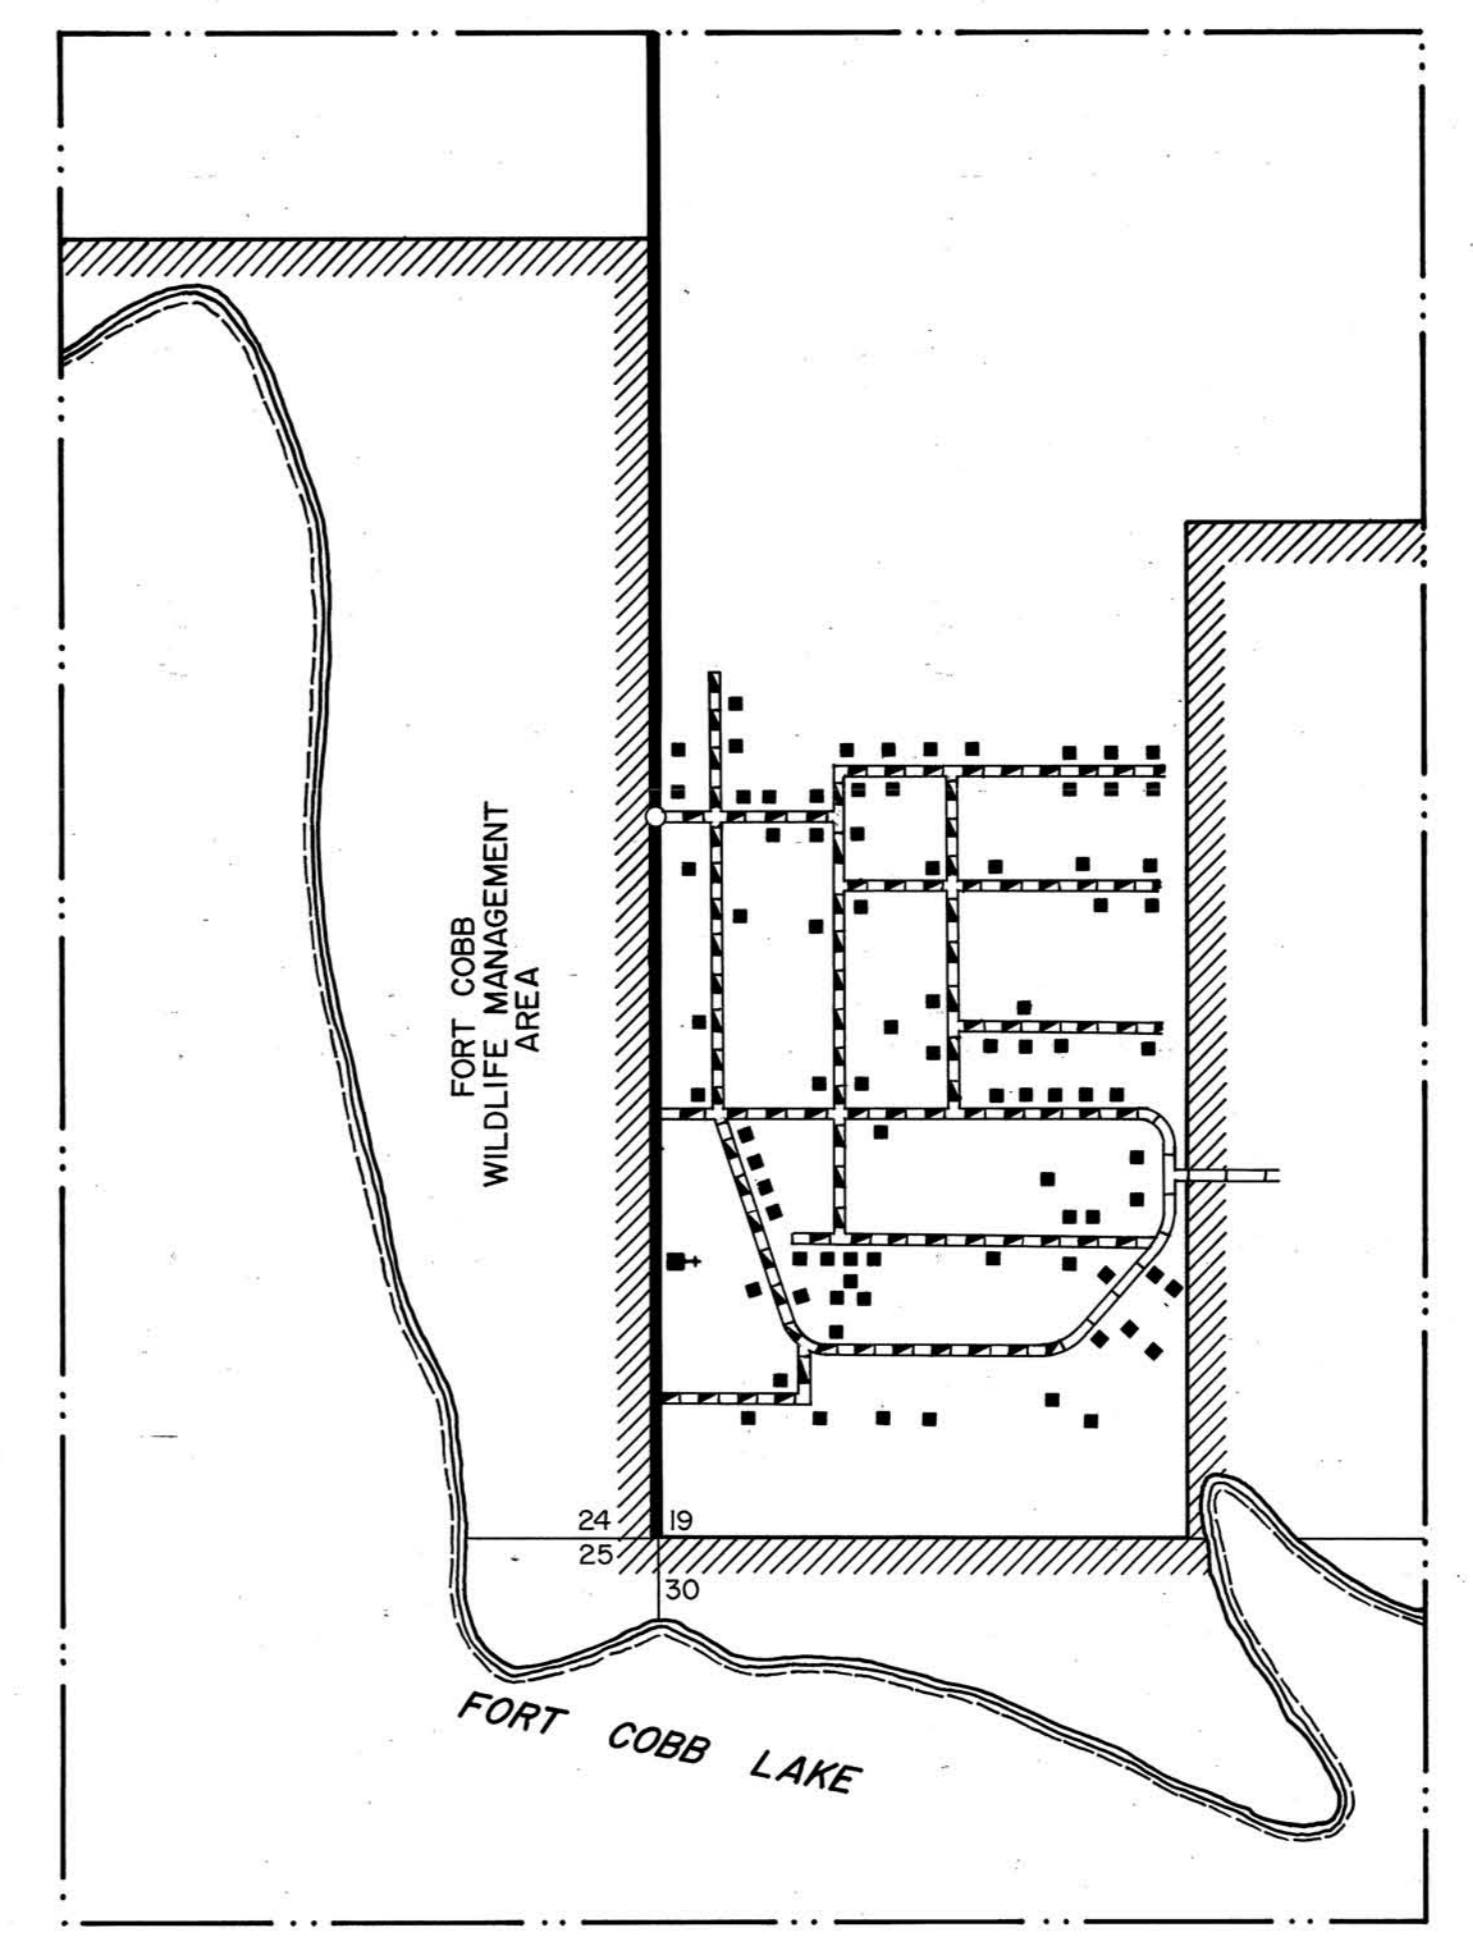 FORT COBB
WILDLIFE MANAGEMENT
AREA
24 19
25
30
FORT COBB LAKE